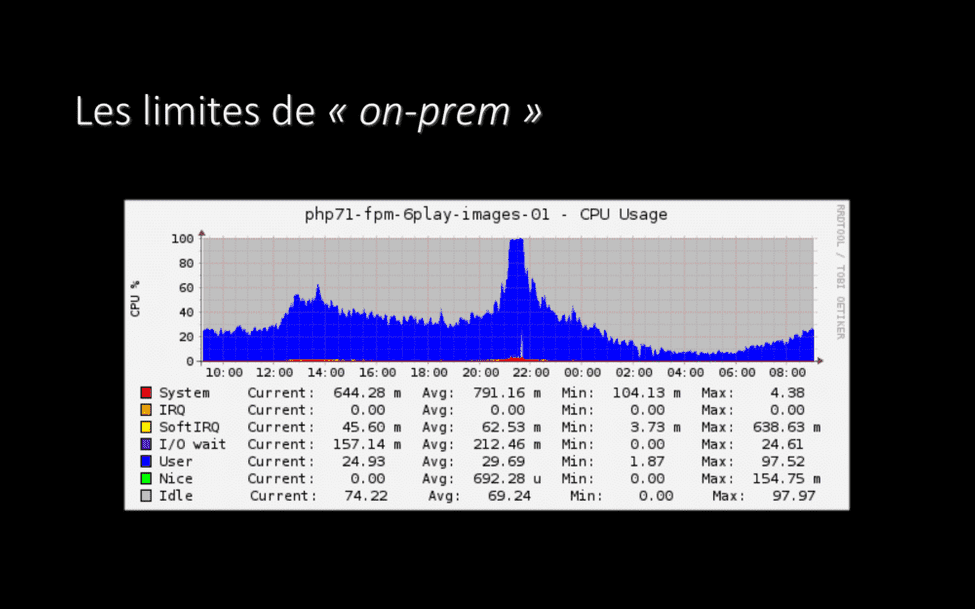 Les limites de « on-prem »
php71-fpm-6play-images-01 - CPU Usage
RRDTOOL / TOBI OETIKER
CPU %
100
80
60
40
20
0
10:00 12:00 14:00 16:00 18:00 20:00 22:00 00:00 02:00 04:00 06:00 08:00
System Current: 644.28 m Avg: 791.16 m Min: 104.13 m Max: 4.38
IRQ Current: 0.00 Avg: 0.00 Min: 0.00 Max: 0.00
SoftIRQ Current: 45.60 m Avg: 62.53 m Min: 3.73 m Max: 638.63 m
I/O wait Current: 157.14 m Avg: 212.46 m Min: 0.00 Max: 24.61
User Current: 24.93 Avg: 29.69 Min: 1.87 Max: 97.52
Nice Current: 0.00 Avg: 692.28 u Min: 0.00 Max: 154.75 m
Idle Current: 74.22 Avg: 69.24 Min: 0.00 Max: 97.97